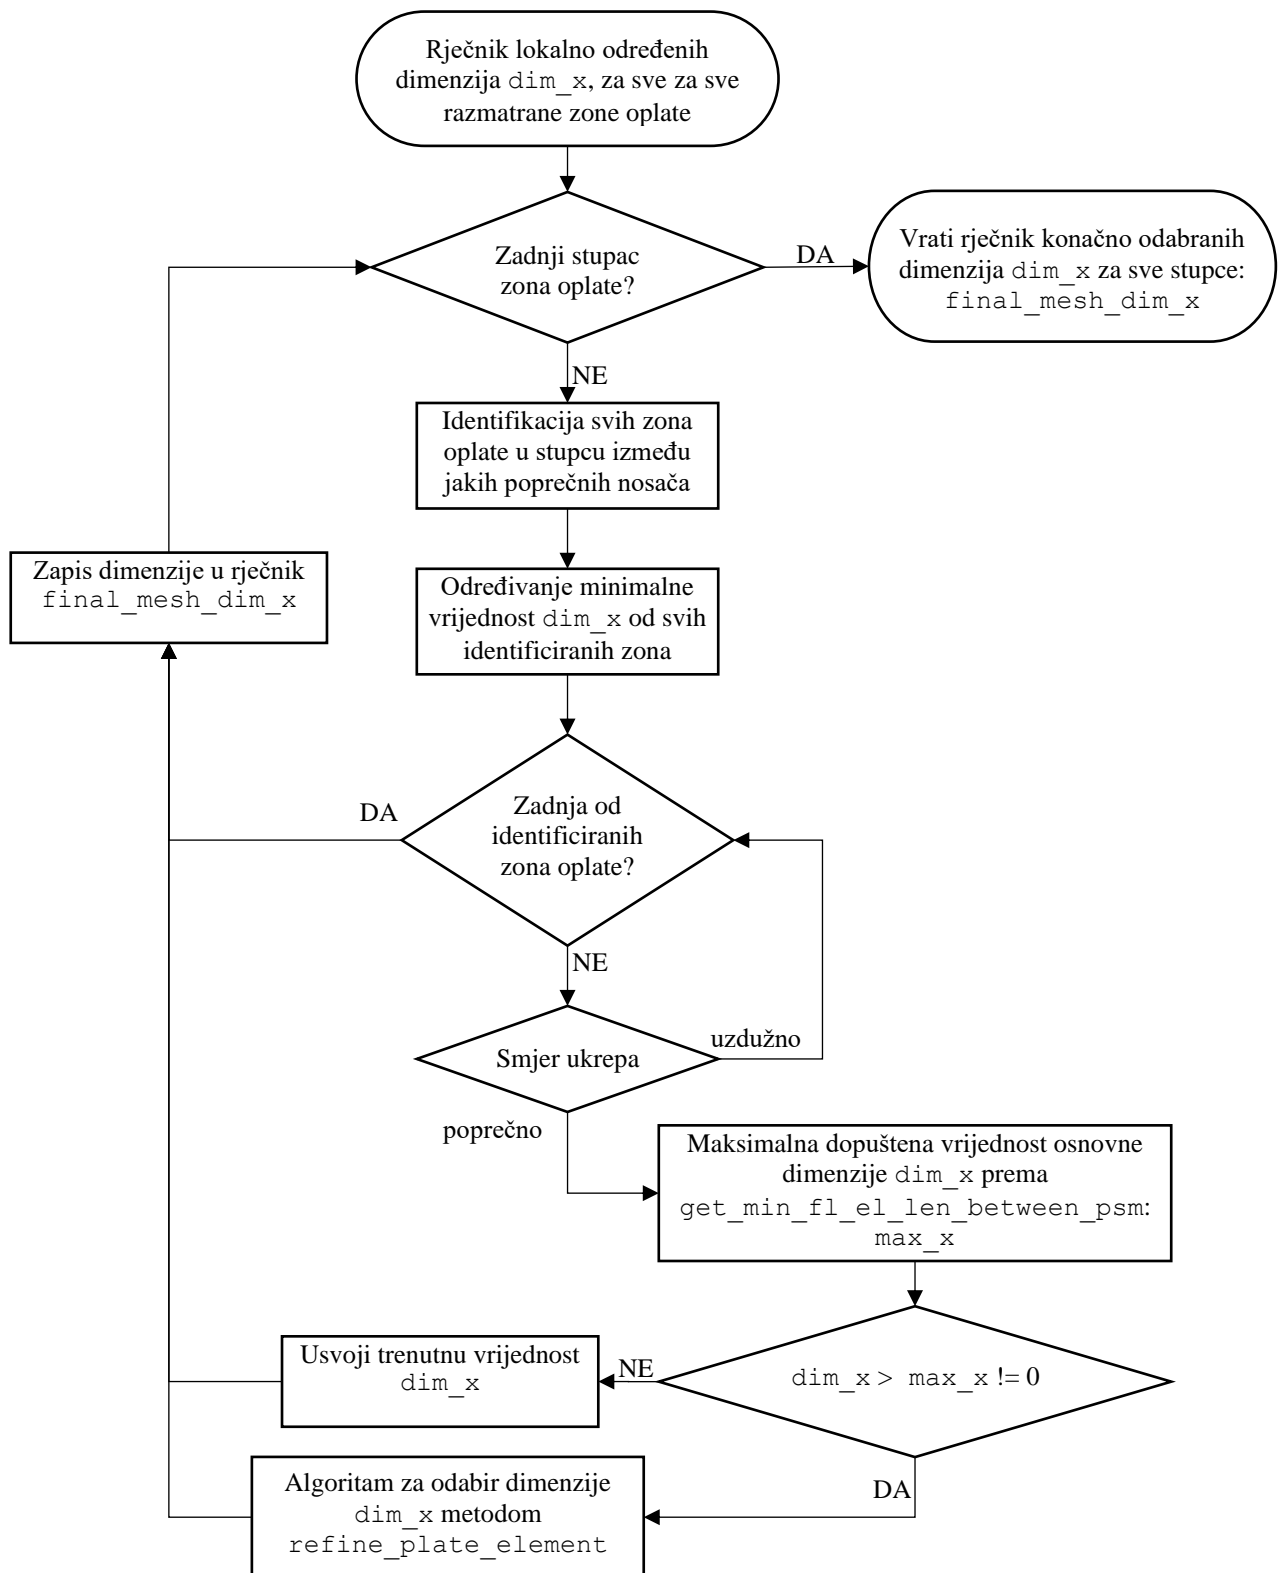 Rječnik lokalno određenih
dimenzija dim_x, za sve za sve
razmatrane zone oplate
Zadnji stupac
zona oplate?
DA
Vrati rječnik konačno odabranih
dimenzija dim_x za sve stupce:
final_mesh_dim_x
NE
Identifikacija svih zona
oplate u stupcu između
jakih poprečnih nosača
Zapis dimenzije u rječnik
final_mesh_dim_x
Određivanje minimalne
vrijednost dim_x od svih
identificiranih zona
DA
Zadnja od
identificiranih
zona oplate?
NE
Smjer ukrepa
uzdužno
poprečno
Maksimalna dopuštena vrijednost osnovne
dimenzije dim_x prema
get_min_fl_el_len_between_psm:
max_x
Usvoji trenutnu vrijednost
dim_x
NE
dim_x > max_x != 0
DA
Algoritam za odabir dimenzije
dim_x metodom
refine_plate_element